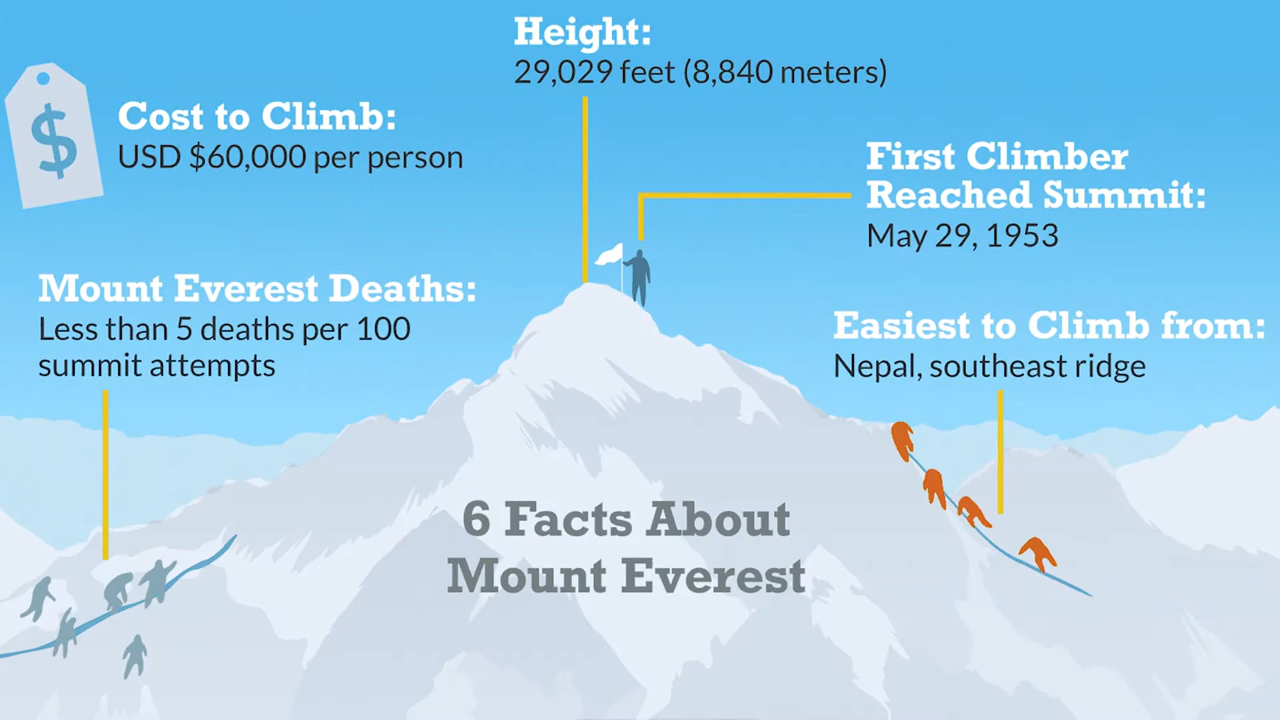 Height:
29,029 feet (8,840 meters)
$
Cost to Climb:
USD $60,000 per person
First Climber
Reached Summit:
May 29, 1953
Mount Everest Deaths:
Less than 5 deaths per 100
summit attempts
Easiest to Climb from:
Nepal, southeast ridge
6 Facts About
Mount Everest